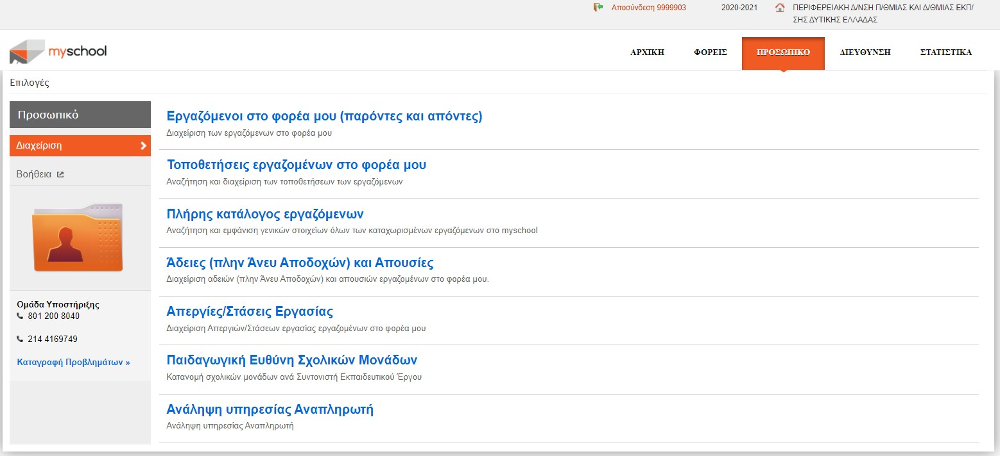 Αποσύνδεση 9999903
2020-2021
ΠΕΡΙΦΕΡΕΙΑΚΗ Δ/ΝΣΗ Π/ΘΜΙΑΣ ΚΑΙ Δ/ΘΜΙΑΣ ΕΚΠ/
ΣΗΣ ΔΥΤΙΚΗΣ ΕΛΛΑΔΑΣ
myschool
ΑΡΧΙΚΗ ΦΟΡΕΙΣ ΠΡΟΣΩΠΙΚΟ ΔΙΕΥΘΥΝΣΗ ΣΤΑΤΙΣΤΙΚΑ
Επιλογές
Προσωπικό
Διαχείριση
Βοήθεια
Ομάδα Υποστήριξης
801 200 8040
214 4169749
Καταγραφή Προβλημάτων »
Εργαζόμενοι στο φορέα μου (παρόντες και απόντες)
Διαχείριση των εργαζόμενων στο φορέα μου
Τοποθετήσεις εργαζομένων στο φορέα μου
Αναζήτηση και διαχείριση των τοποθετήσεων των εργαζόμενων
Πλήρης κατάλογος εργαζόμενων
Αναζήτηση και εμφάνιση γενικών στοιχείων όλων των καταχωρισμένων εργαζόμενων στο myschool
Άδειες (πλην Άνευ Αποδοχών) και Απουσίες
Διαχείριση αδειών (πλην Άνευ Αποδοχών) και απουσιών εργαζομένων στο φορέα μου.
Απεργίες/Στάσεις Εργασίας
Διαχείριση Απεργιών/Στάσεων εργασίας εργαζομένων στο φορέα μου
Παιδαγωγική Ευθύνη Σχολικών Μονάδων
Κατανομή σχολικών μονάδων ανά Συντονιστή Εκπαιδευτικού Έργου
Ανάληψη υπηρεσίας Αναπληρωτή
Ανάληψη υπηρεσίας Αναπληρωτή